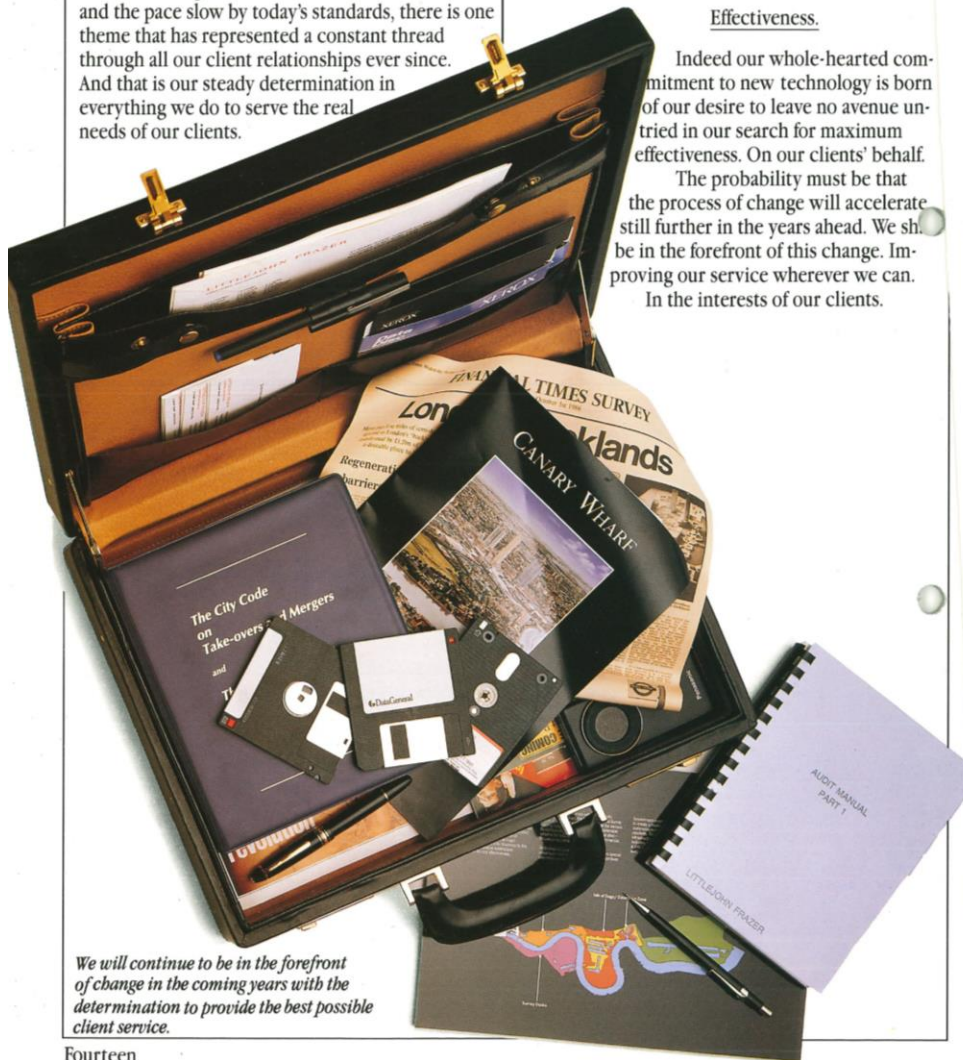 and the pace slow by today's standards, there is one
theme that has represented a constant thread
through all our client relationships ever since.
And that is our steady determination in
everything we do to serve the real
needs of our clients.
Effectiveness.
Indeed our whole-hearted com-
mitment to new technology is born
of our desire to leave no avenue un-
tried in our search for maximum
effectiveness. On our clients' behalf.
The probability must be that
the process of change will accelerate
still further in the years ahead. We sh
be in the forefront of this change. Im-
proving our service wherever we can.
In the interests of our clients.
LITTLEJOHN FRAZER
XEROX
XEROX
FINANCIAL TIMES SURVEY
Lon klands
Regenerati
barrier
CANARY WHARF
The City Code
on
Take-overs and Mergers
and
Th
DataGeneral
COMING
revolution
Panasonic
AUDIT MANUAL
PART 1
LITTLEJOHN FRAZER
We will continue to be in the forefront
of change in the coming years with the
determination to provide the best possible
client service.
Fourteen